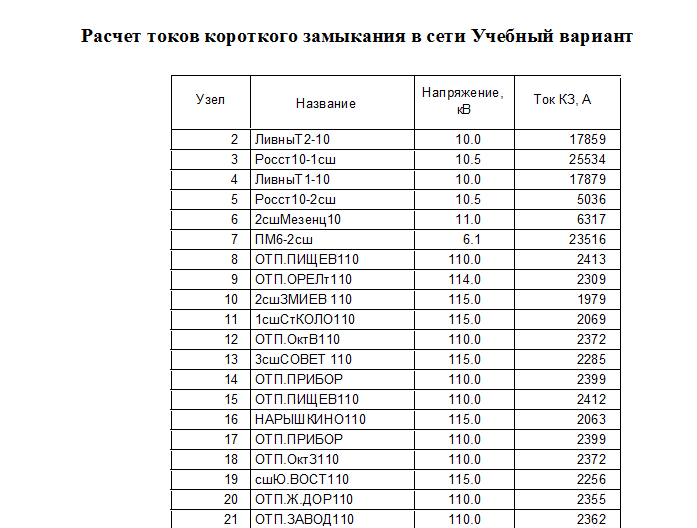 Расчет токов короткого замыкания в сети Учебный вариант
Узел Название Напряжение, кВ Ток КЗ, А
2 ЛивныТ2-10 10.0 17859
3 Росст10-1сш 10.5 25534
4 ЛивныТ1-10 10.0 17879
5 Росст10-2сш 10.5 5036
6 2сшМезенц10 11.0 6317
7 ПМ6-2сш 6.1 23516
8 ОТП.ПИЩЕВ110 110.0 2413
9 ОТП.ОРЕЛт110 114.0 2309
10 2сшЗМИЕВ 110 115.0 1979
11 1сшСтКОЛО110 115.0 2069
12 ОТП.ОктВ110 110.0 2372
13 3сшСОВЕТ 110 115.0 2285
14 ОТП.ПРИБОР 110.0 2399
15 ОТП.ПИЩЕВ110 110.0 2412
16 НАРЫШКИНО110 115.0 2063
17 ОТП.ПРИБОР 110.0 2399
18 ОТП.ОктЗ110 110.0 2372
19 сшЮ.ВОСТ110 115.0 2256
20 ОТП.Ж.ДОР110 110.0 2355
21 ОТП.ЗАВОД110 110.0 2362